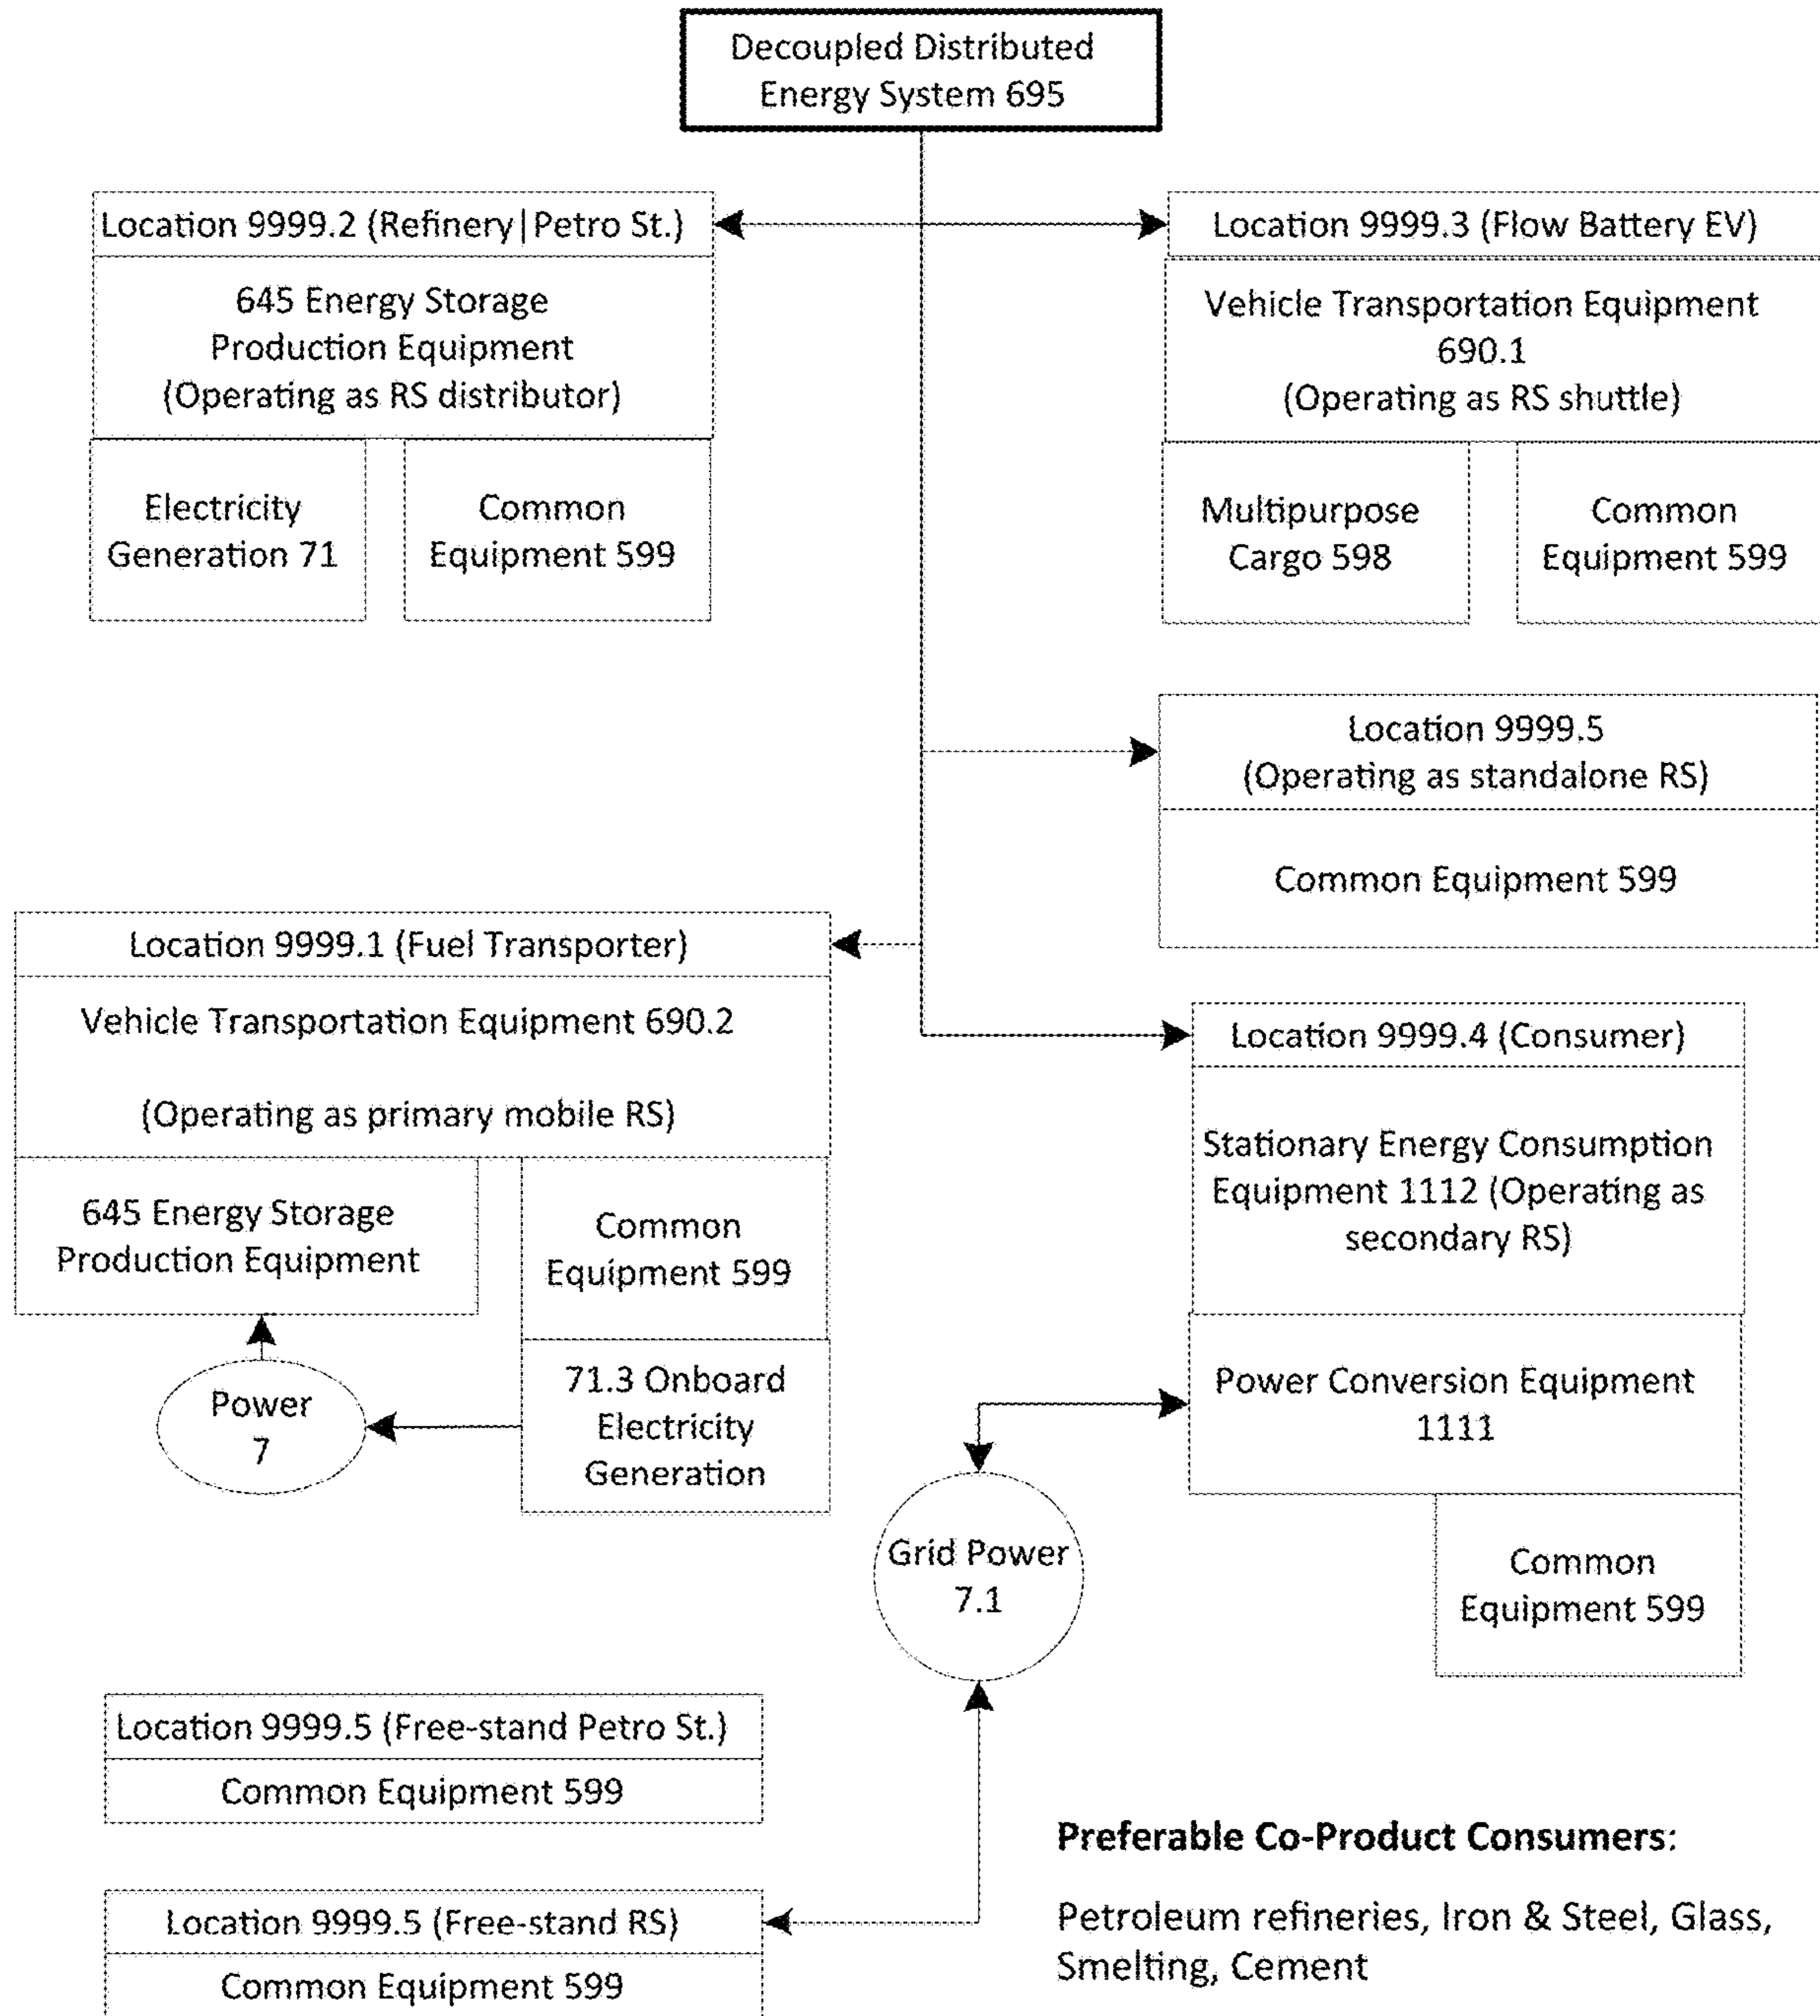 Decoupled Distributed
Energy System 695
Location 9999.2 (Refinery|Petro St.)
645 Energy Storage
Production Equipment
(Operating as RS distributor)
Electricity
Generation 71
Common
Equipment 599
Location 9999.3 (Flow Battery EV)
Vehicle Transportation Equipment
690.1
(Operating as RS shuttle)
Multipurpose
Cargo 598
Common
Equipment 599
Location 9999.5
(Operating as standalone RS)
Common Equipment 599
Location 9999.1 (Fuel Transporter)
Vehicle Transportation Equipment 690.2
(Operating as primary mobile RS)
645 Energy Storage
Production Equipment
Common
Equipment 599
71.3 Onboard
Electricity
Generation
Power
7
Location 9999.4 (Consumer)
Stationary Energy Consumption
Equipment 1112 (Operating as
secondary RS)
Power Conversion Equipment
1111
Common
Equipment 599
Grid Power
7.1
Location 9999.5 (Free-stand Petro St.)
Common Equipment 599
Location 9999.5 (Free-stand RS)
Common Equipment 599
Preferable Co-Product Consumers:
Petroleum refineries, Iron & Steel, Glass,
Smelting, Cement